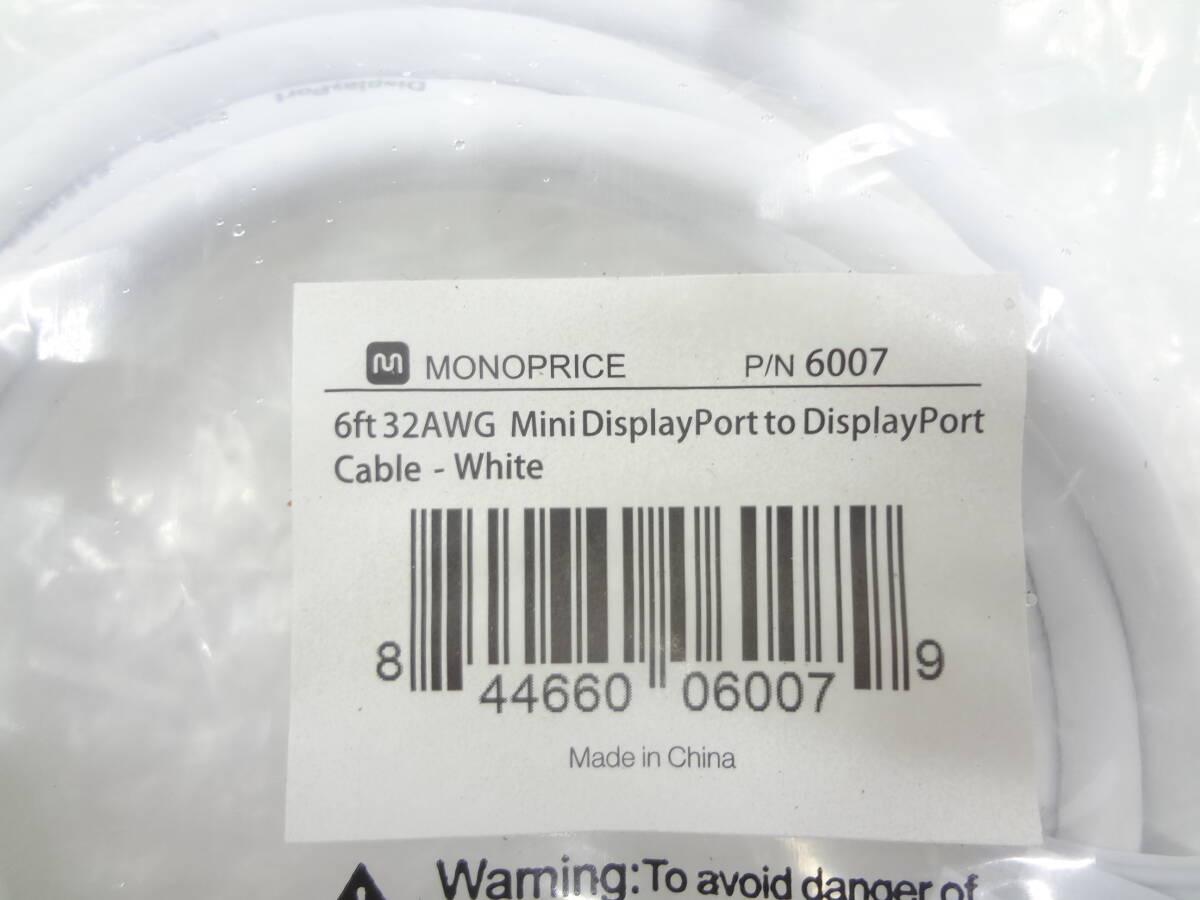 DisplayPort
MONOPRICE P/N 6007
6ft 32AWG Mini DisplayPort to DisplayPort
Cable - White
8 44660 06007 9
Made in China
Warning: To avoid danger of